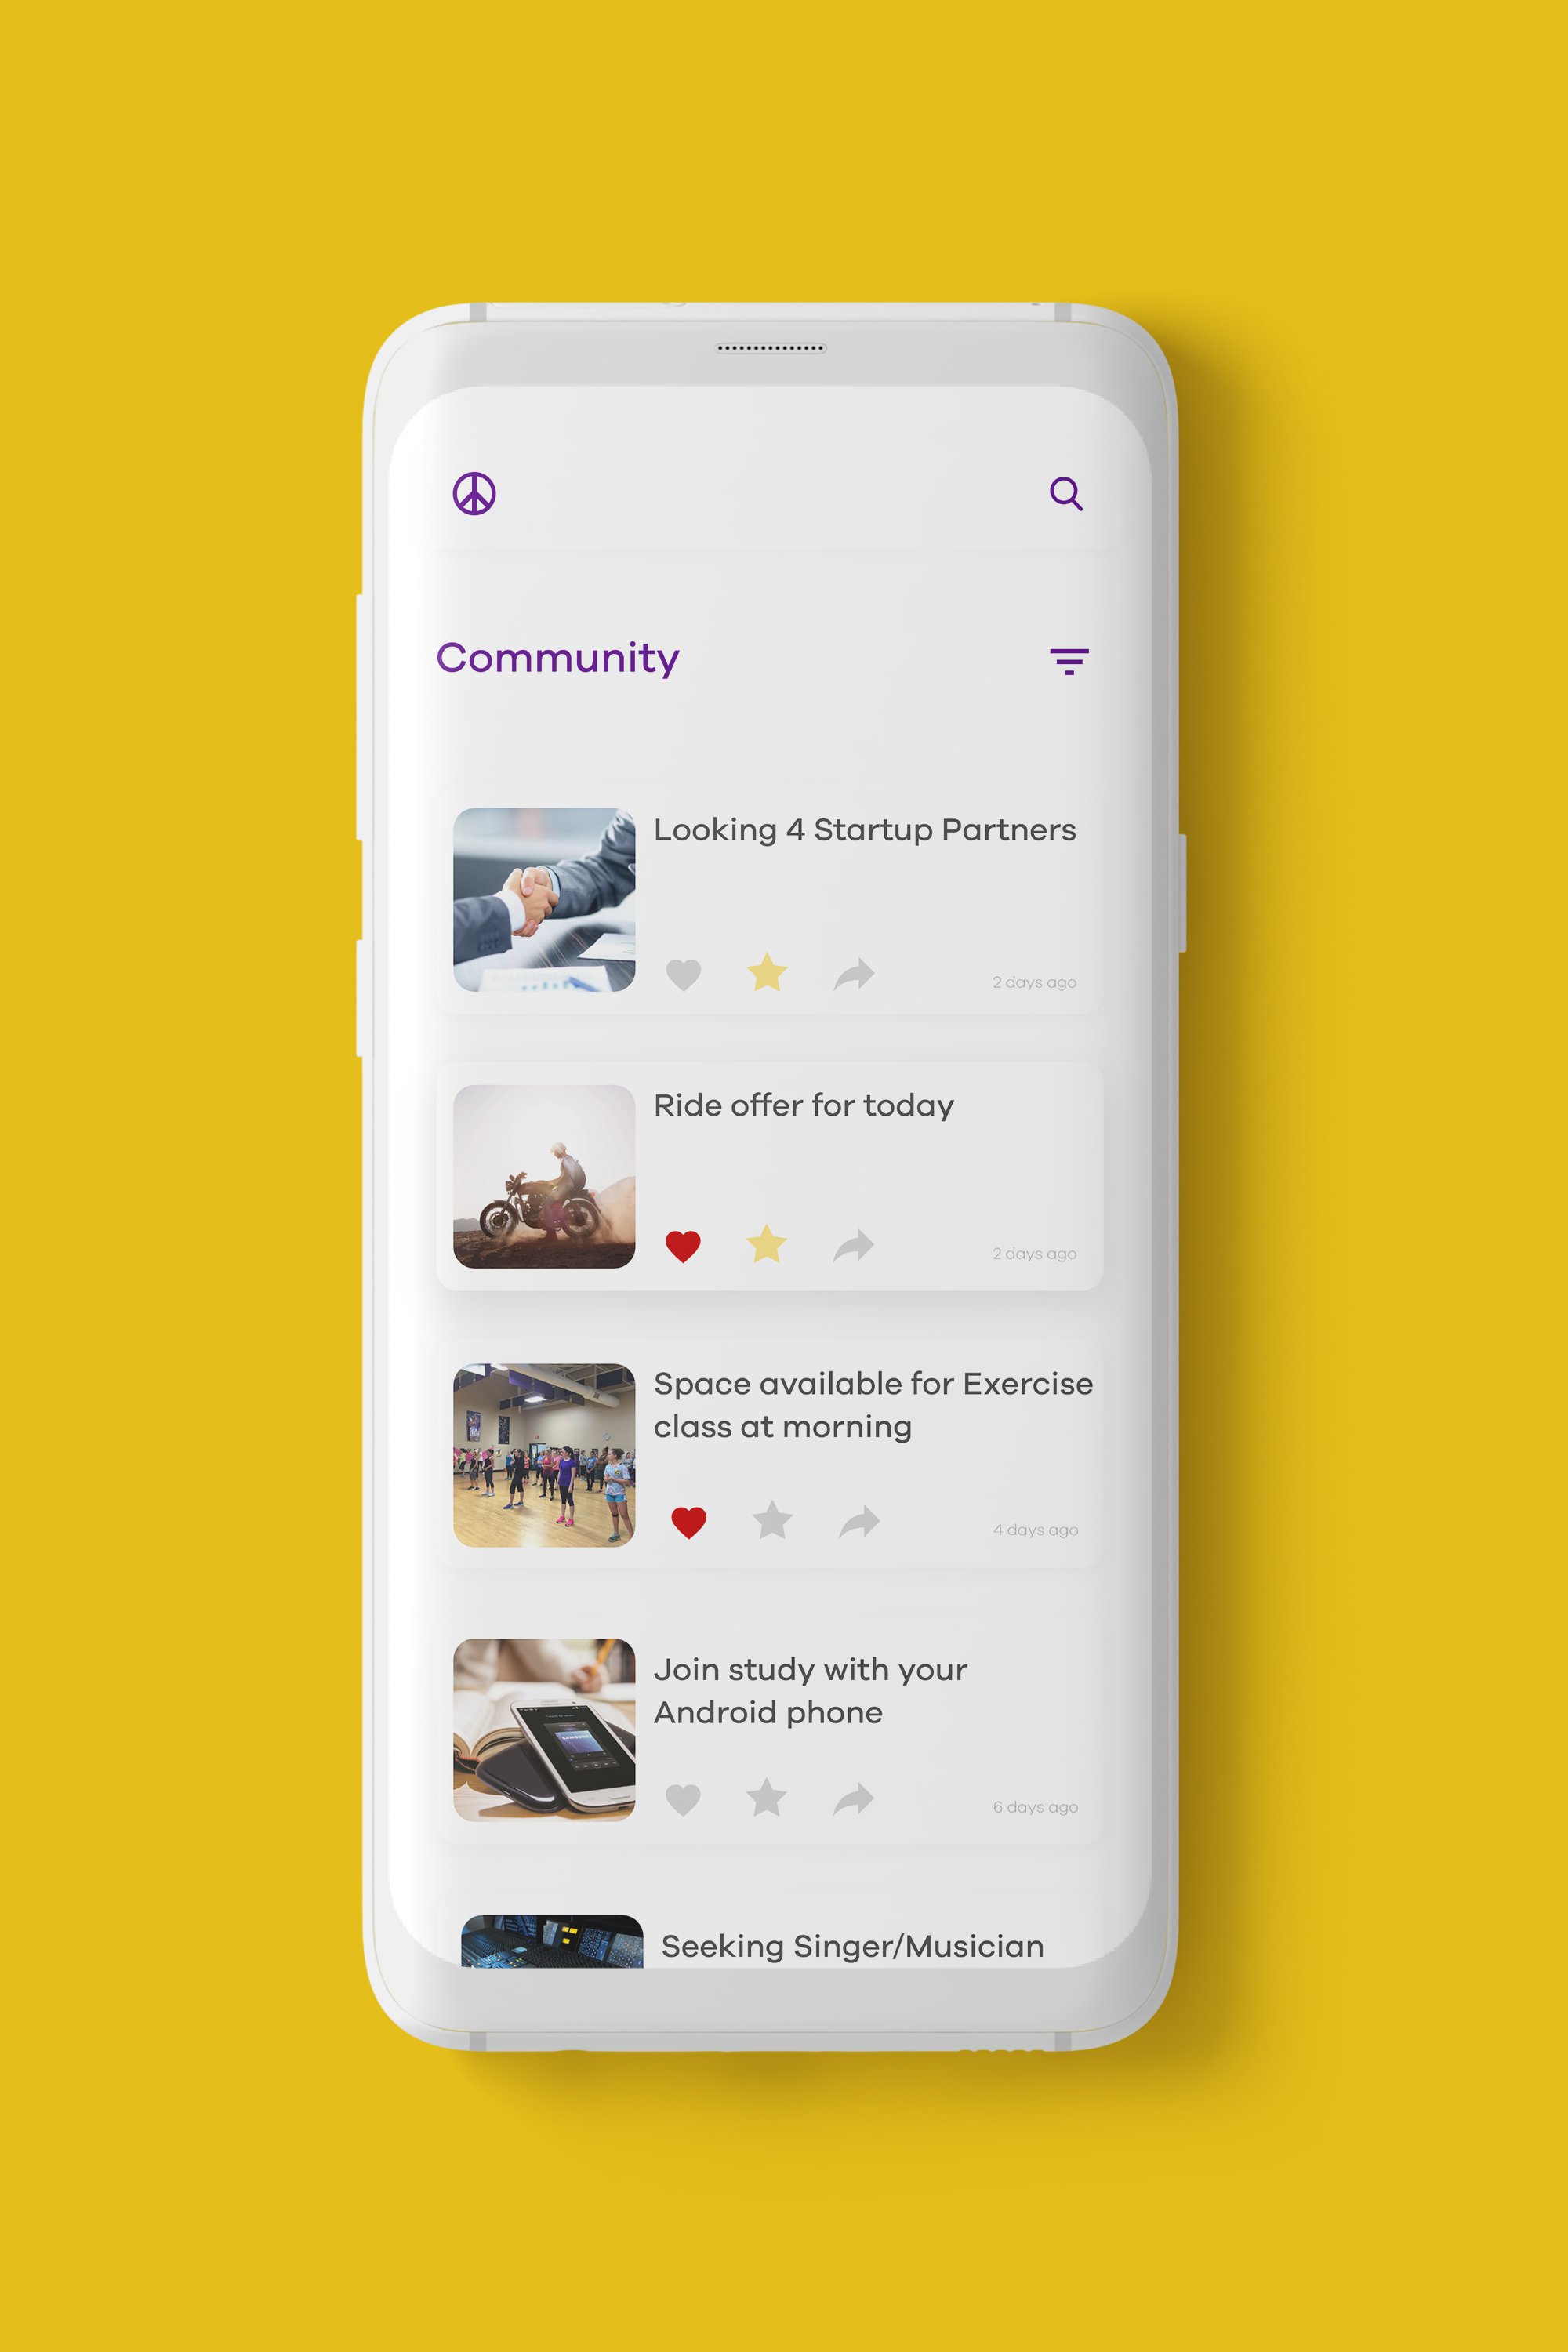 Community
Looking 4 Startup Partners
2 days ago
Ride offer for today
2 days ago
Space available for Exercise
class at morning
4 days ago
Join study with your
Android phone
SAMSUNG
6 days ago
Seeking Singer/Musician